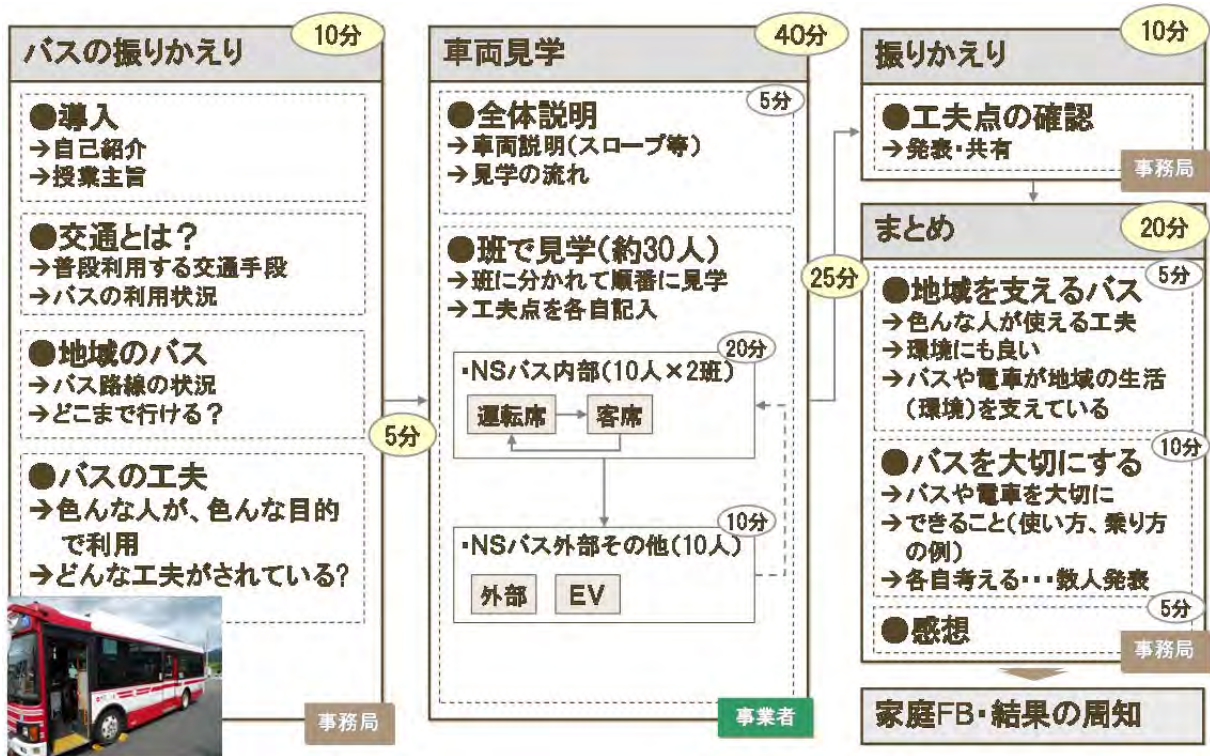 バスの振りかえり
10分
●導入
→自己紹介
→授業主旨
●交通とは？
→普段利用する交通手段
→バスの利用状況
●地域のバス
→バス路線の状況
→どこまで行ける？
●バスの工夫
→色んな人が、色んな目的
で利用
→どんな工夫がされている？
事務局
5分
車両見学
40分
●全体説明
5分
→車両説明(スロープ等)
→見学の流れ
●班で見学(約30人)
→班に分かれて順番に見学
→工夫点を各自記入
20分
・NSバス内部(10人×2班)
運転席
客席
10分
・NSバス外部その他(10人)
外部
EV
事業者
25分
振りかえり
10分
●工夫点の確認
→発表・共有
事務局
まとめ
20分
●地域を支えるバス
5分
→色んな人が使える工夫
→環境にも良い
→バスや電車が地域の生活
(環境)を支えている
●バスを大切にする
10分
→バスや電車を大切に
→できること(使い方、乗り方
の例)
→各自考える・・・数人発表
●感想
5分
事務局
家庭FB・結果の周知